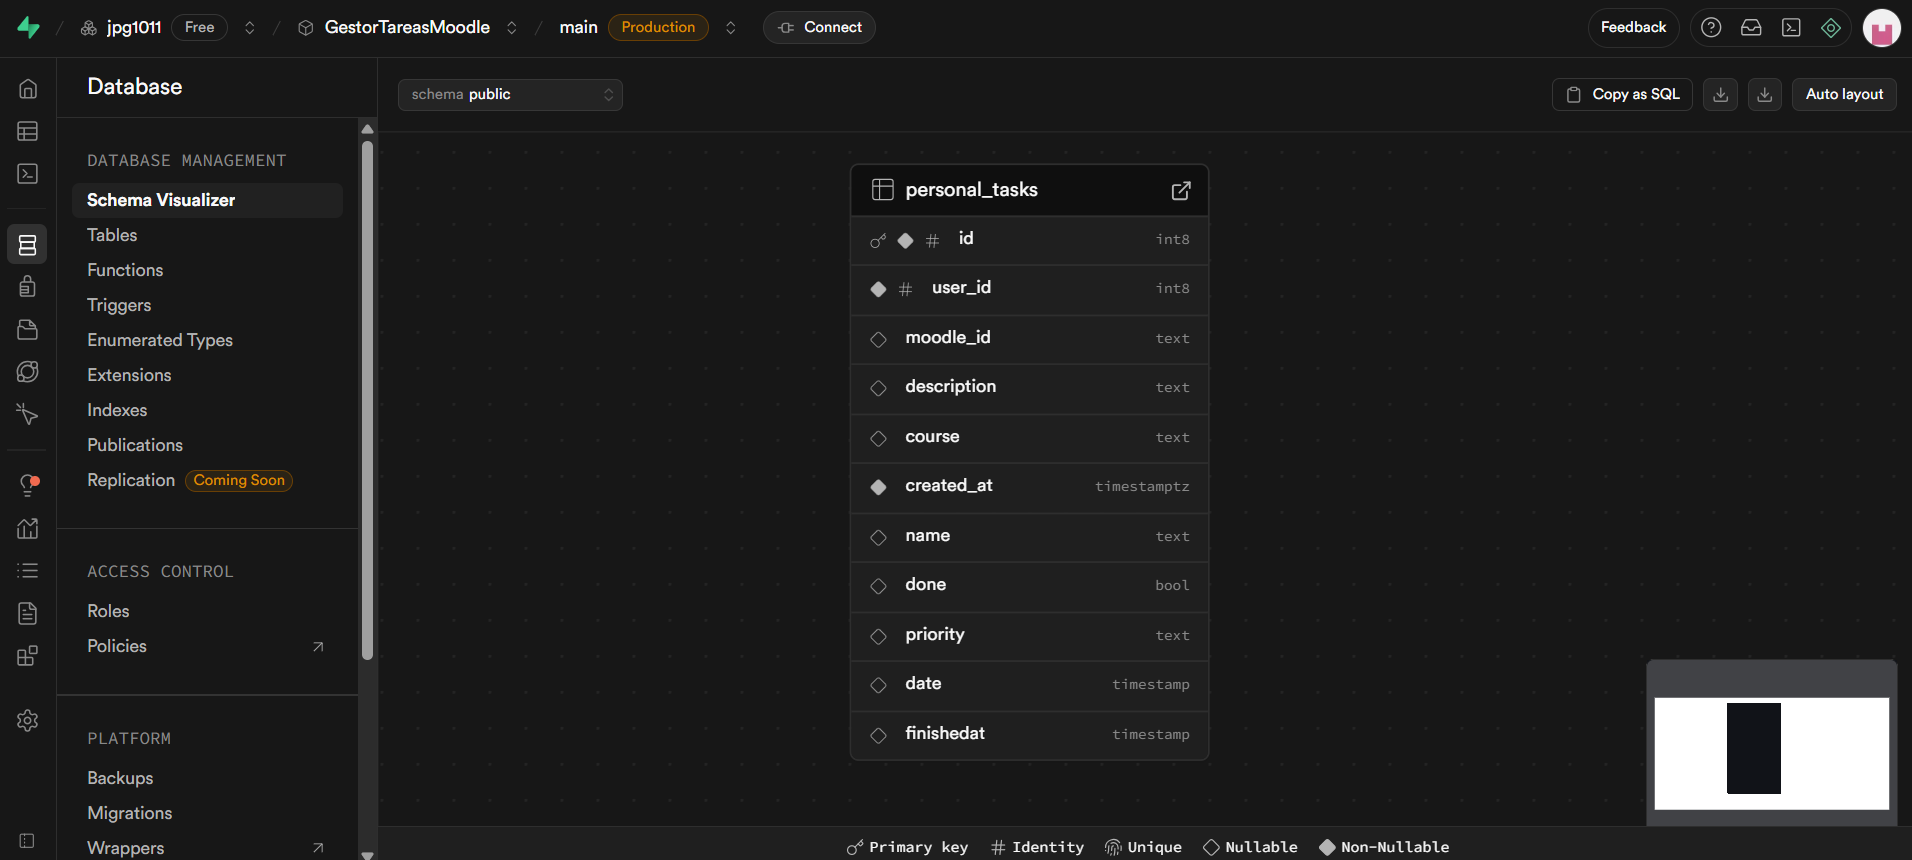 jpg1011 Free GestorTareasMoodle main Production Connect Feedback
Database
DATABASE MANAGEMENT
Schema Visualizer
Tables
Functions
Triggers
Enumerated Types
Extensions
Indexes
Publications
Replication Coming Soon
ACCESS CONTROL
Roles
Policies
PLATFORM
Backups
Migrations
Wrappers
schema public
Copy as SQL
Auto layout
personal_tasks
id int8
user_id int8
moodle_id text
description text
course text
created_at timestamptz
name text
done bool
priority text
date timestamp
finishedat timestamp
Primary key Identity Unique Nullable Non-Nullable